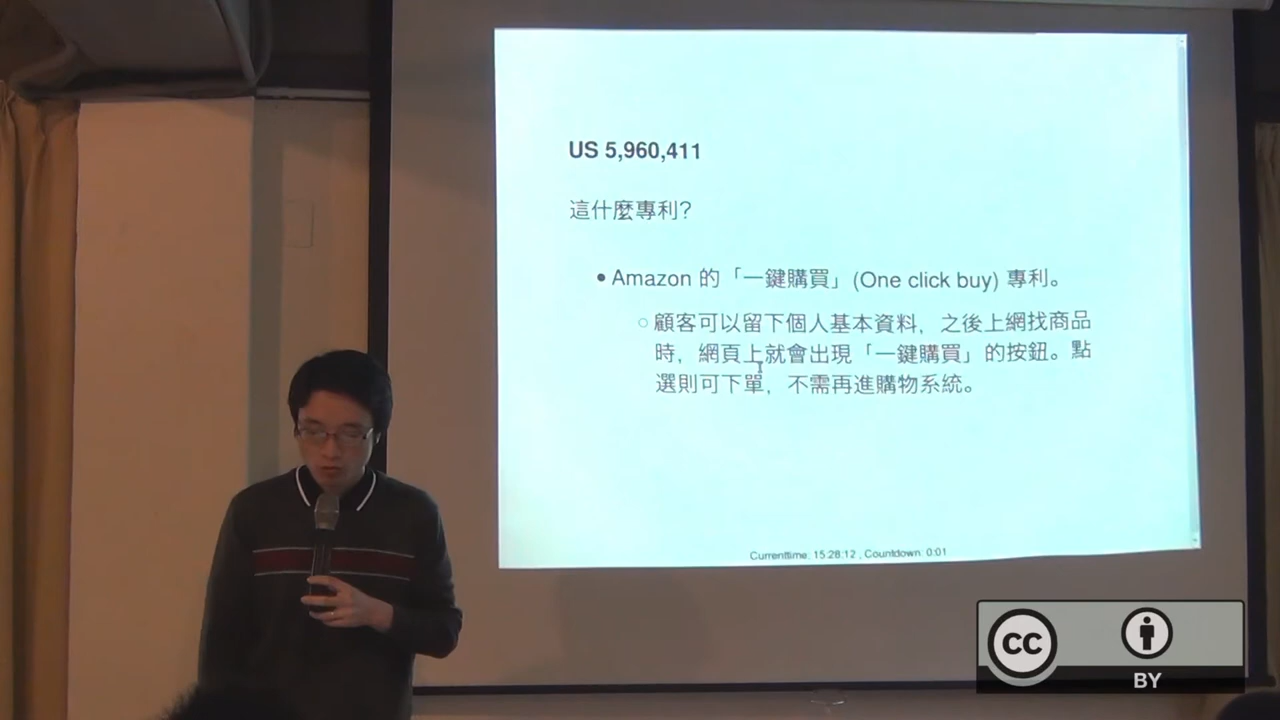 US 5,960,411
這什麼專利?
• Amazon 的「一鍵購買」(One click buy) 專利。
○ 顧客可以留下個人基本資料，之後上網找商品
時，網頁上就會出現「一鍵購買」的按鈕。點
選則可下單，不需再進購物系統。
Currenttime: 15:28:12 , Countdown: 0:01
CC
BY